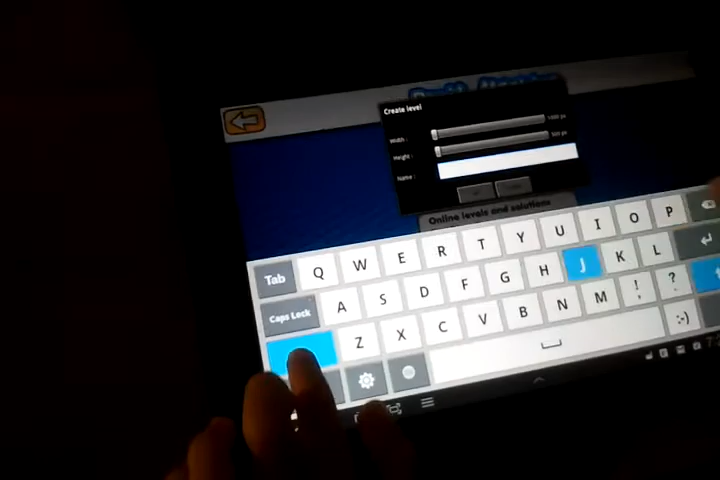 Create level
Width :
Height :
Name :
Online levels and solutions
Tab Q W E R T Y U I O P
Caps Lock A S D F G H J K L
Z X C V B N M ! ?
:-)